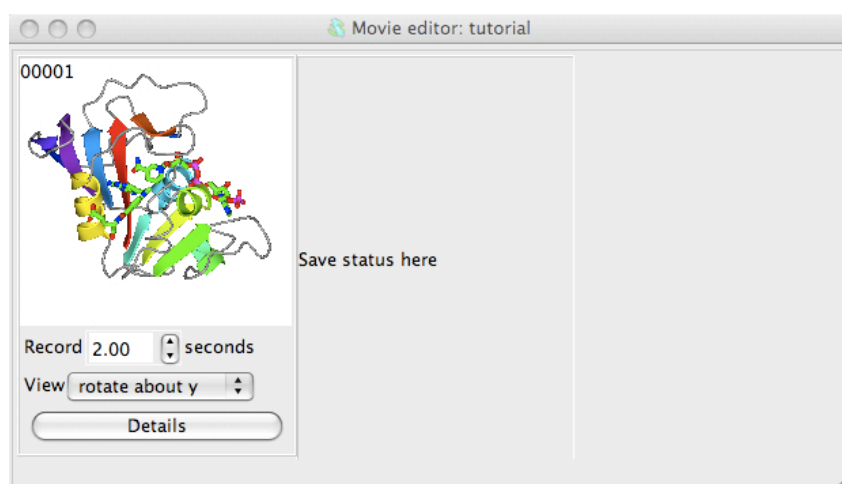 Movie editor: tutorial
00001
Save status here
Record 2.00 seconds
View rotate about y
Details